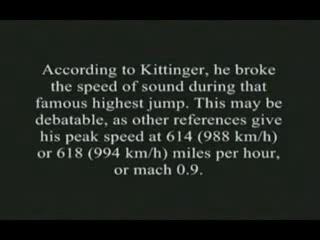 According to Kittinger, he broke
the speed of sound during that
famous highest jump. This may be
debatable, as other references give
his peak speed at 614 (988 km/h)
or 618 (994 km/h) miles per hour,
or mach 0.9.